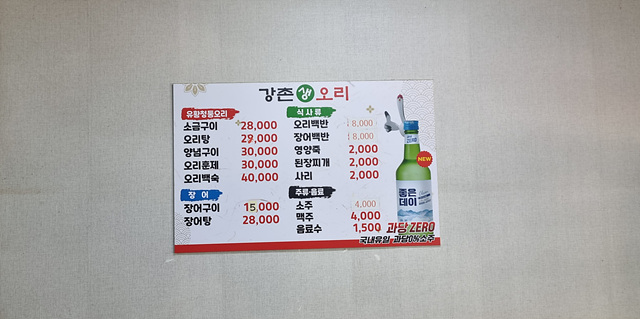 강촌 생 오리
유황청둥오리
소금구이 28,000
오리탕 29,000
양념구이 30,000
오리훈제 30,000
오리백숙 40,000
장 어
장어구이 15,000
장어탕 28,000
식 사 류
오리백반 8,000
장어백반 8,000
영양죽 2,000
된장찌개 2,000
사리 2,000
주류·음료
소주 4,000
맥주 4,000
음료수 1,500
NEW
좋은
데이
과당 ZERO
국내유일 과당0% 소주